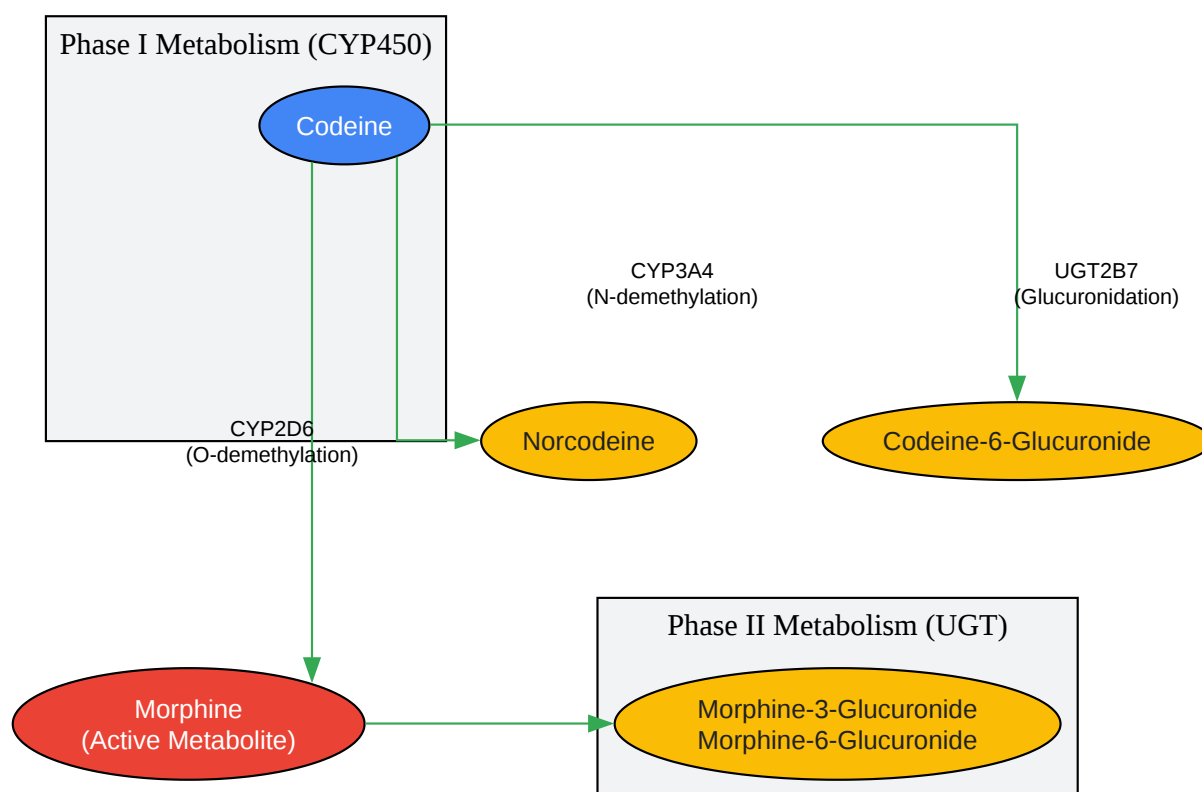 Phase I Metabolism (CYP450)
Codeine
CYP3A4
(N-demethylation)
UGT2B7
(Glucuronidation)
CYP2D6
(O-demethylation)
Norcodeine
Codeine-6-Glucuronide
Phase II Metabolism (UGT)
Morphine
(Active Metabolite)
Morphine-3-Glucuronide
Morphine-6-Glucuronide